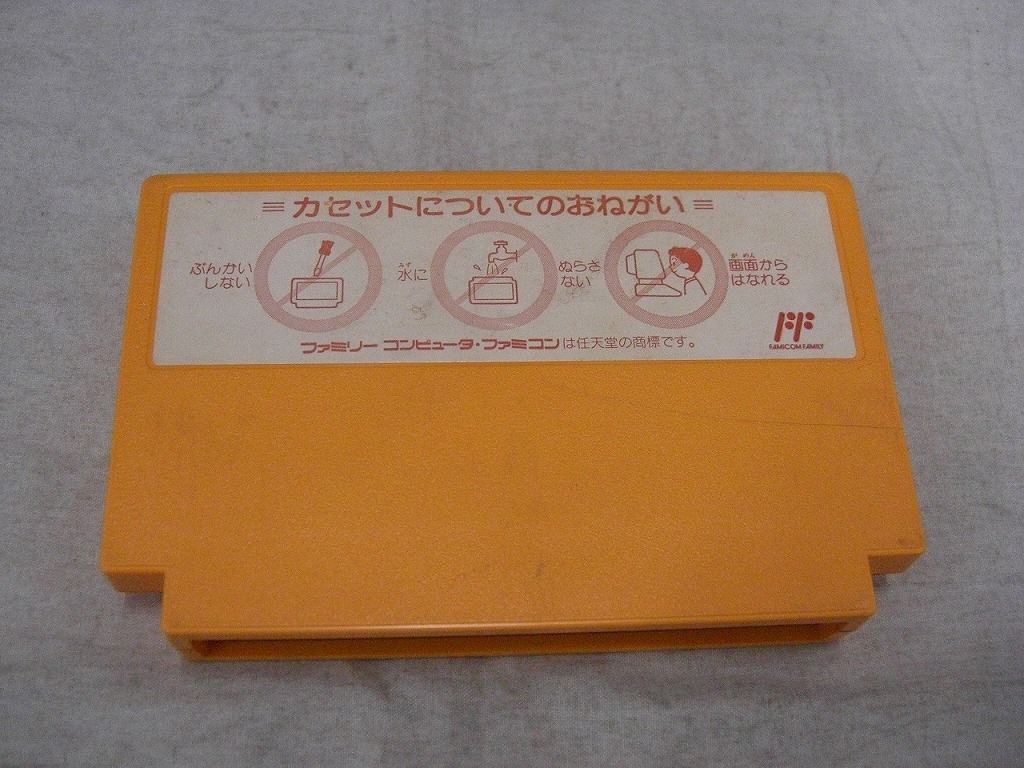 カセットについてのおねがい
ぶんかい
しない
みず
水に
ぬらさ
ない
が めん
画面から
はなれる
ファミリー コンピュータ・ファミコンは任天堂の商標です。
FF
FAMICOM FAMILY